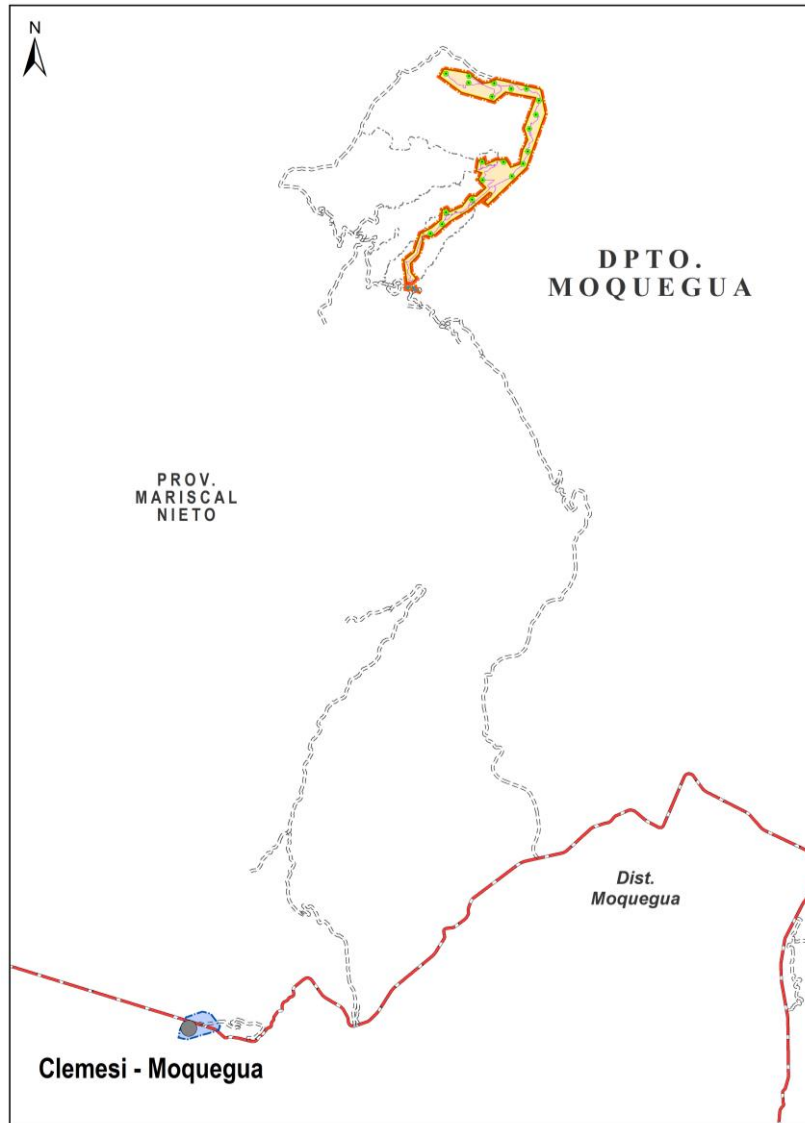 N
DPTO.
MOQUEGUA
PROV.
MARISCAL
NIETO
Dist.
Moquegua
Clemesi - Moquegua